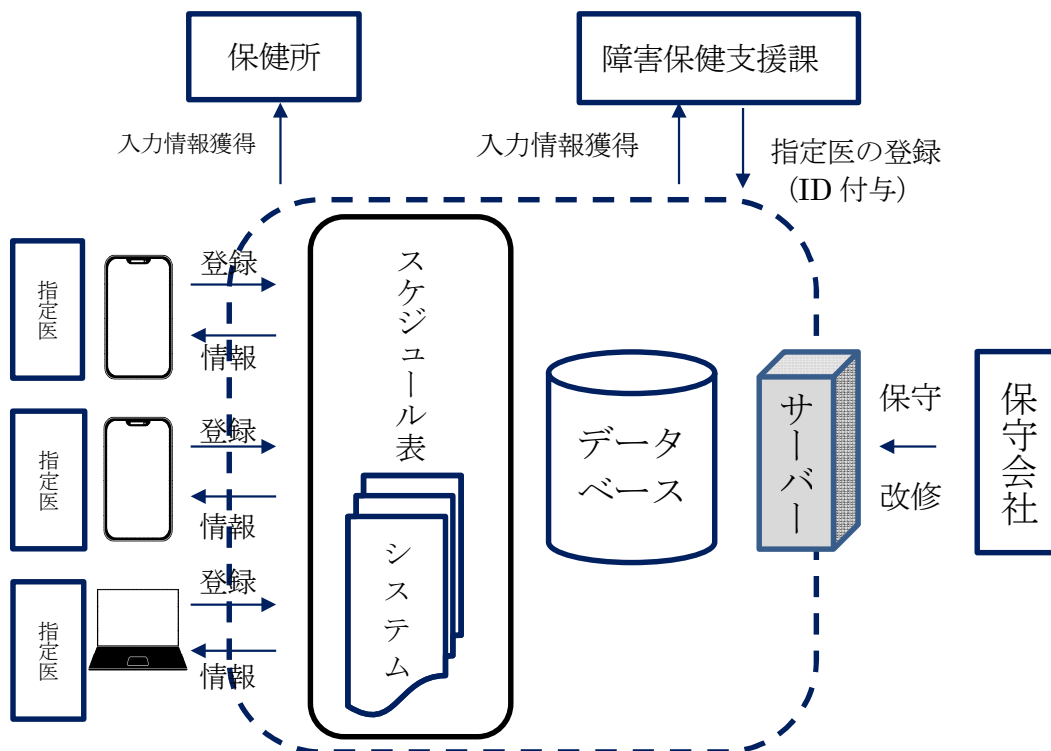 保健所
障害保健支援課
入力情報獲得
入力情報獲得
指定医の登録
（ID 付与）
指定医
登録
情報
指定医
登録
情報
指定医
登録
情報
スケジュール表
システム
データ
ベース
サーバー
保守
改修
保守会社